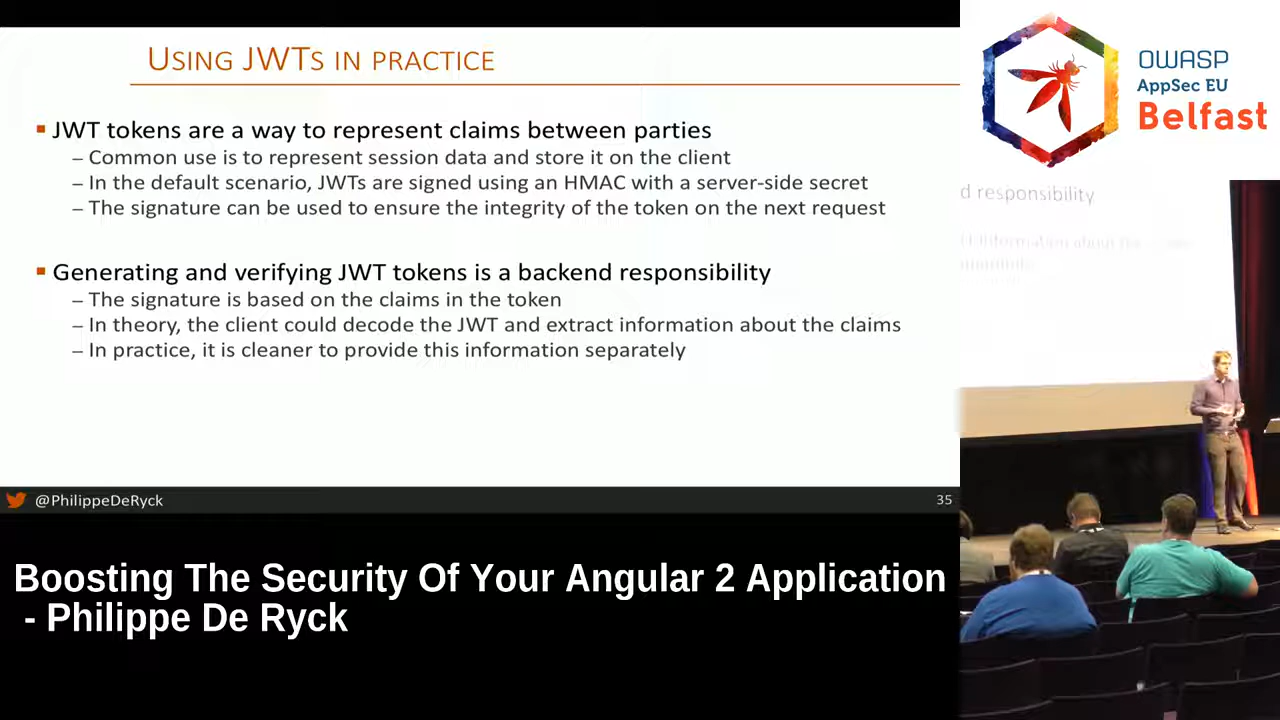 USING JWTS IN PRACTICE
▪ JWT tokens are a way to represent claims between parties
– Common use is to represent session data and store it on the client
– In the default scenario, JWTs are signed using an HMAC with a server-side secret
– The signature can be used to ensure the integrity of the token on the next request
▪ Generating and verifying JWT tokens is a backend responsibility
– The signature is based on the claims in the token
– In theory, the client could decode the JWT and extract information about the claims
– In practice, it is cleaner to provide this information separately
@PhilippeDeRyck
35
OWASP
AppSec EU
Belfast
d responsibility
Boosting The Security Of Your Angular 2 Application
- Philippe De Ryck